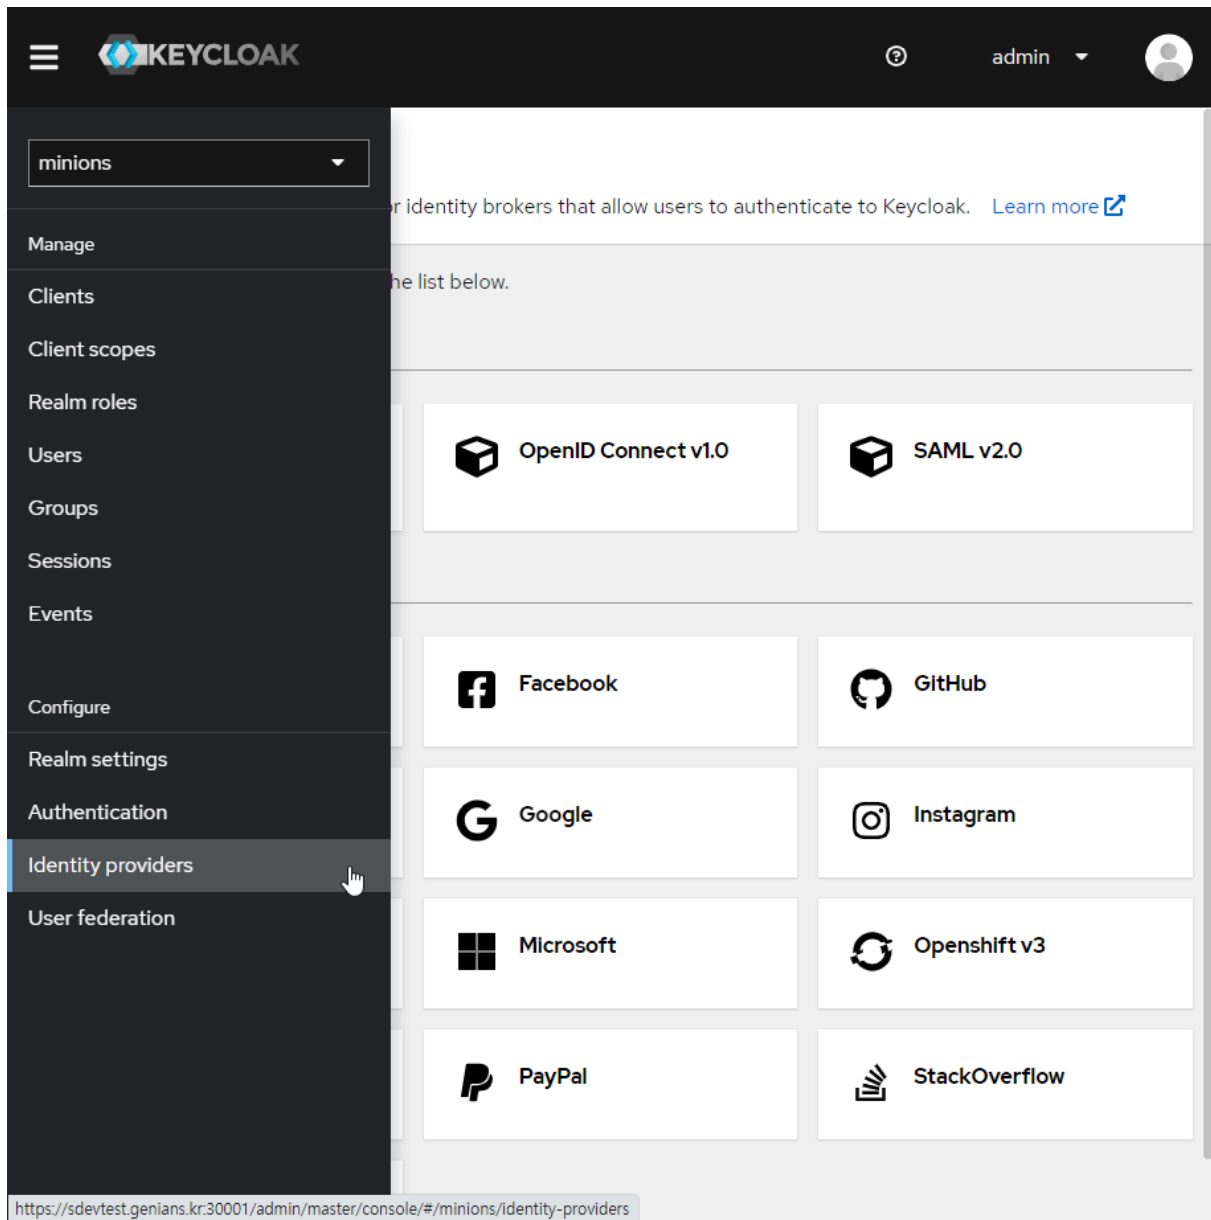 KEYCLOAK
admin
minions
r identity brokers that allow users to authenticate to Keycloak. Learn more
Manage
he list below.
Clients
Client scopes
Realm roles
Users
Groups
Sessions
Events
OpenID Connect v1.0
SAML v2.0
Configure
Realm settings
Authentication
Identity providers
User federation
Facebook
GitHub
Google
Instagram
Microsoft
Openshift v3
PayPal
StackOverflow
https://sdevtest.genians.kr:30001/admin/master/console/#/minions/identity-providers